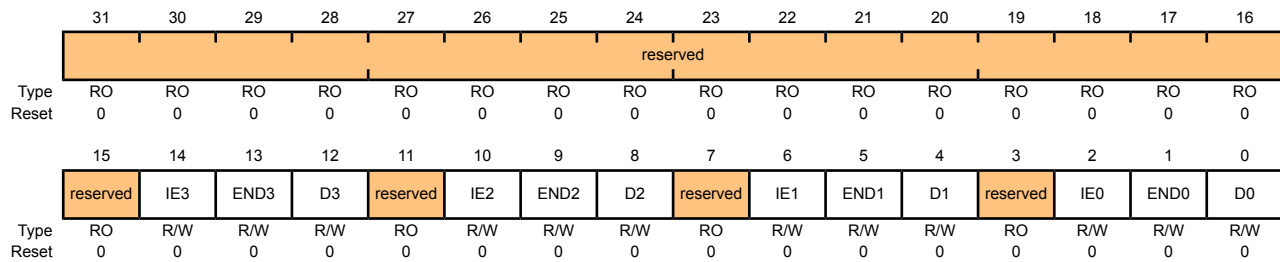 31 30 29 28 27 26 25 24 23 22 21 20 19 18 17 16
reserved
Type RO RO RO RO RO RO RO RO RO RO RO RO RO RO RO RO
Reset 0 0 0 0 0 0 0 0 0 0 0 0 0 0 0 0
15 14 13 12 11 10 9 8 7 6 5 4 3 2 1 0
reserved IE3 END3 D3 reserved IE2 END2 D2 reserved IE1 END1 D1 reserved IE0 END0 D0
Type RO R/W R/W R/W RO R/W R/W R/W RO R/W R/W R/W RO R/W R/W R/W
Reset 0 0 0 0 0 0 0 0 0 0 0 0 0 0 0 0